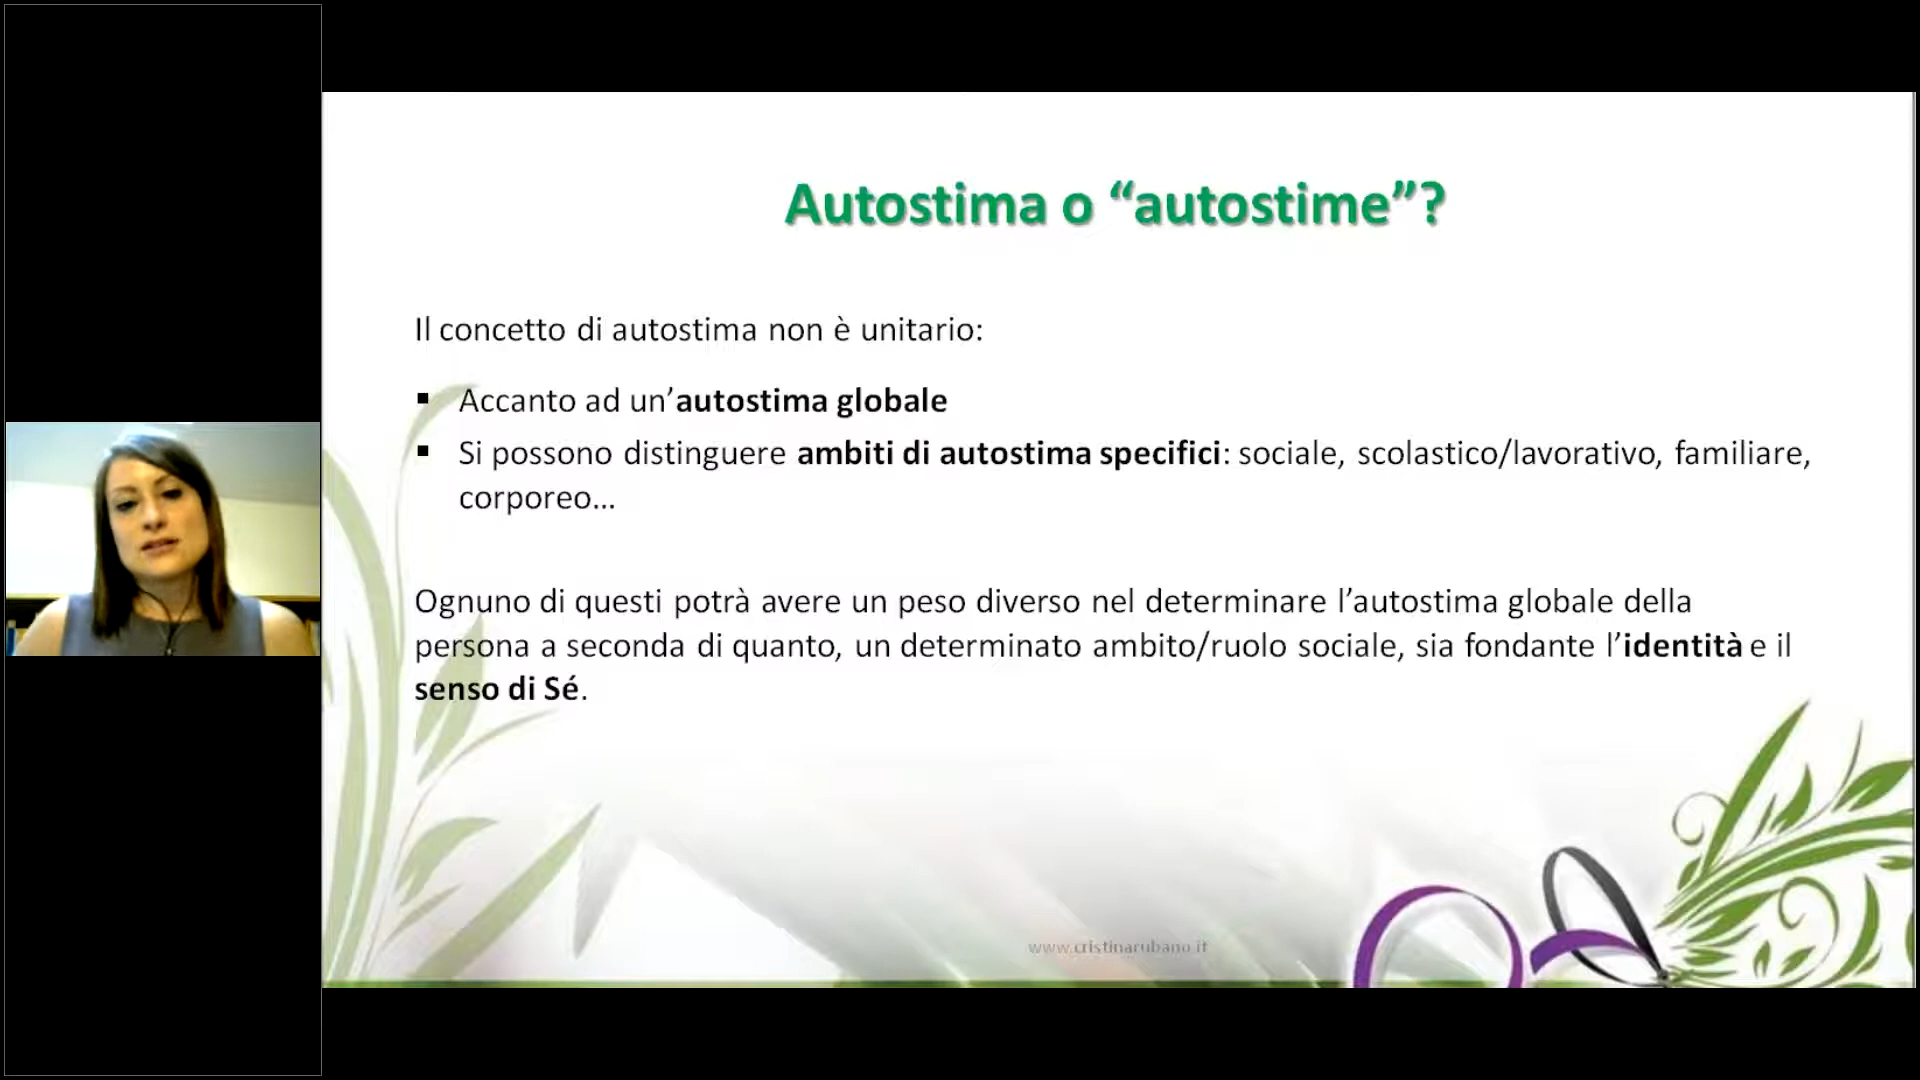 Autostima o “autostime”?
Il concetto di autostima non è unitario:
▪ Accanto ad un’autostima globale
▪ Si possono distinguere ambiti di autostima specifici: sociale, scolastico/lavorativo, familiare,
corporeo...
Ognuno di questi potrà avere un peso diverso nel determinare l’autostima globale della
persona a seconda di quanto, un determinato ambito/ruolo sociale, sia fondante l’identità e il
senso di Sé.
www.cristinarubano.it